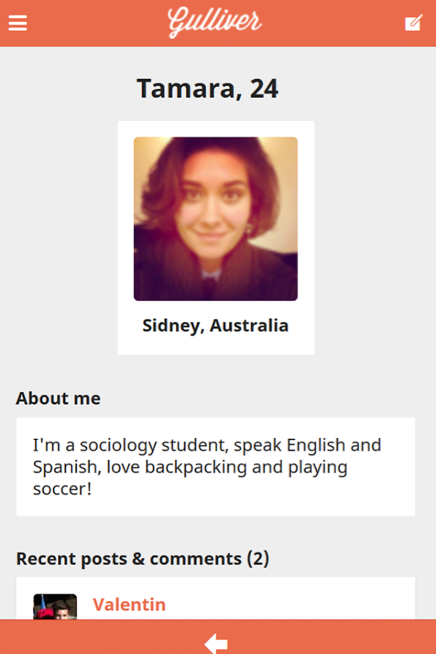 Gulliver
Tamara, 24
Sidney, Australia
About me
I'm a sociology student, speak English and
Spanish, love backpacking and playing
soccer!
Recent posts & comments (2)
Valentin